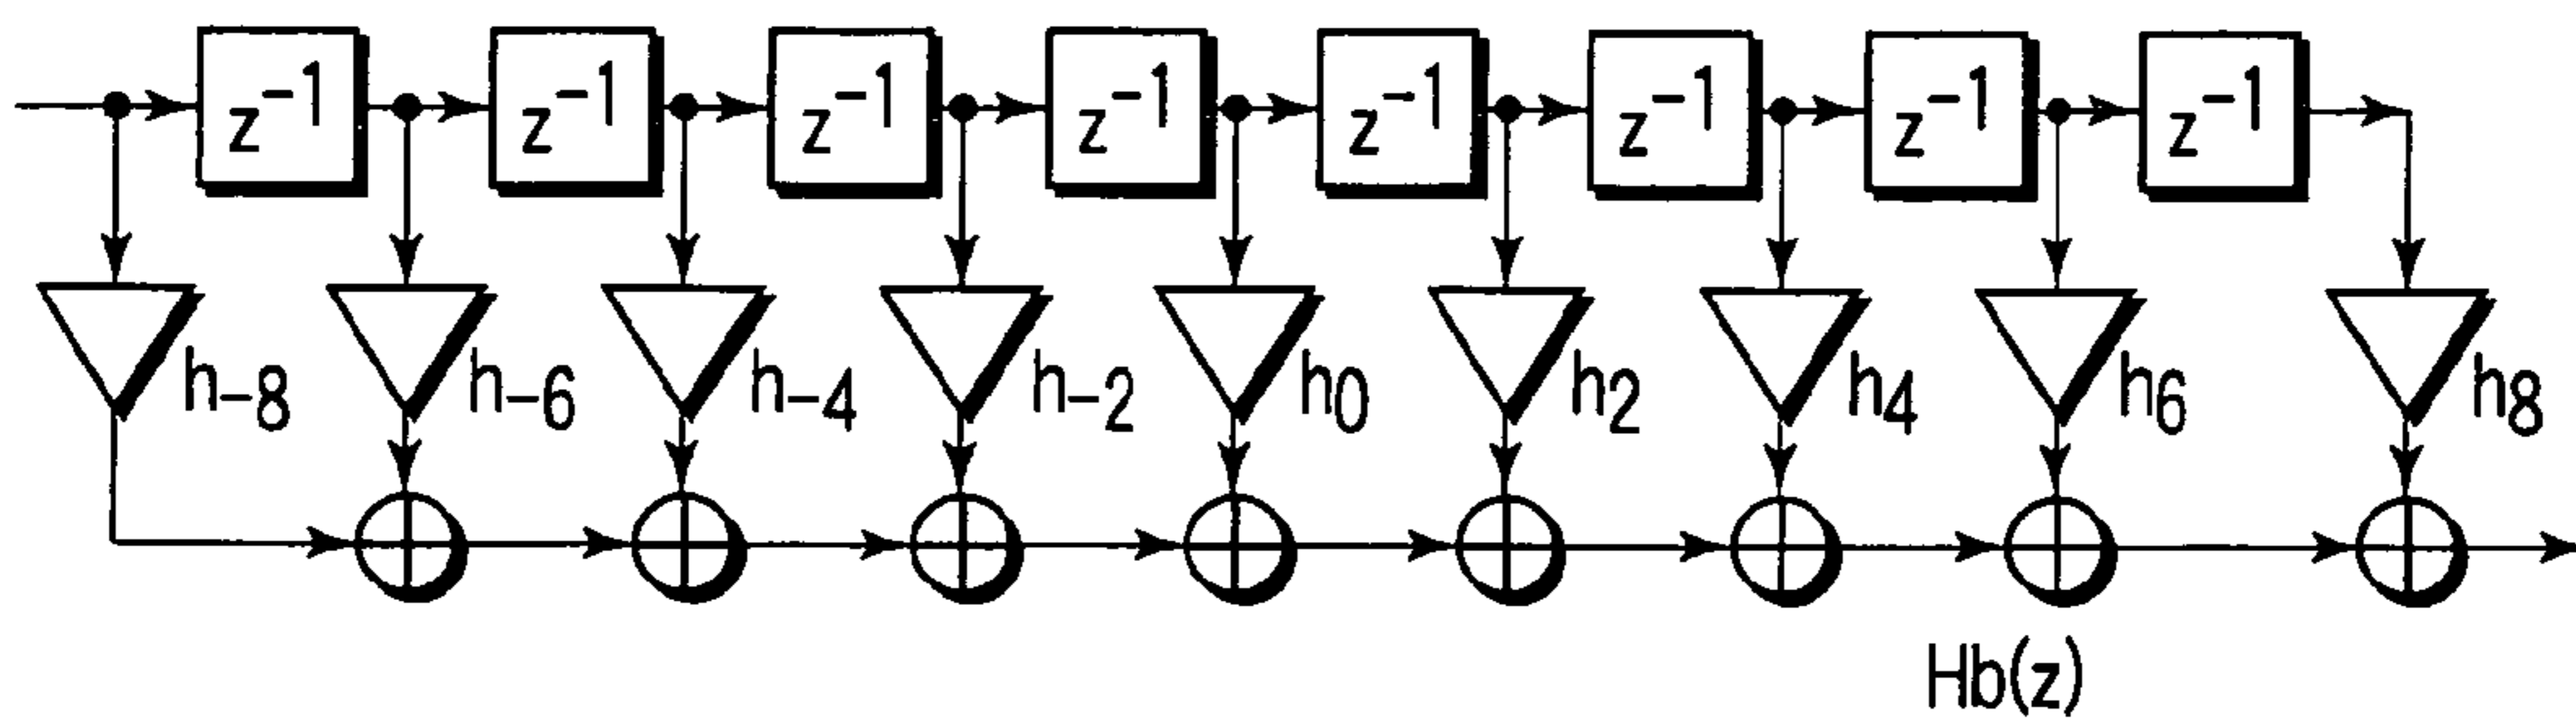 z⁻¹ z⁻¹ z⁻¹ z⁻¹ z⁻¹ z⁻¹ z⁻¹ z⁻¹
h₋₈ h₋₆ h₋₄ h₋₂ h₀ h₂ h₄ h₆ h₈
Hb(z)